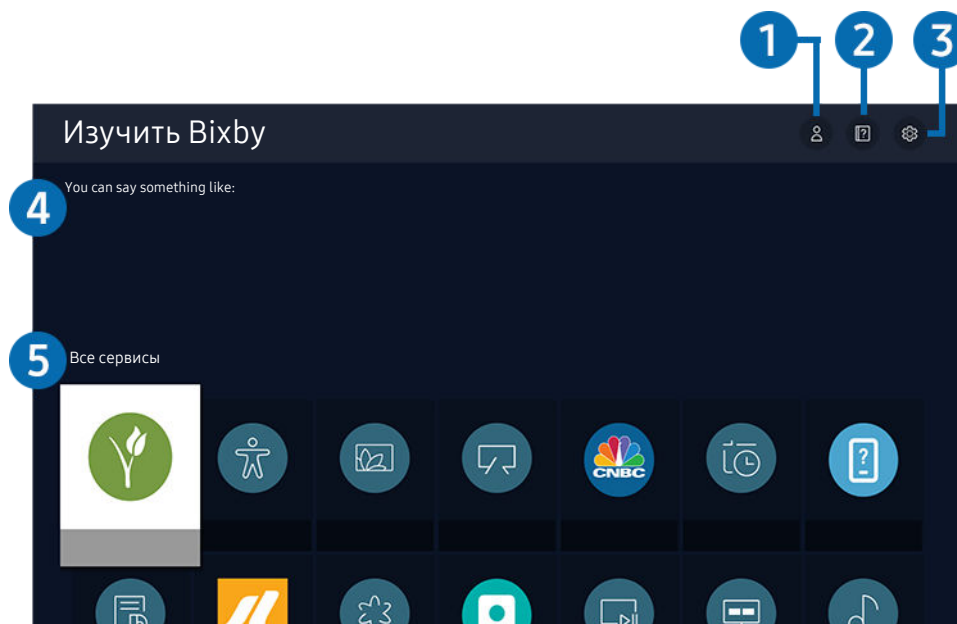 1 2 3
Изучить Bixby
4 You can say something like:
5 Все сервисы
CNBC